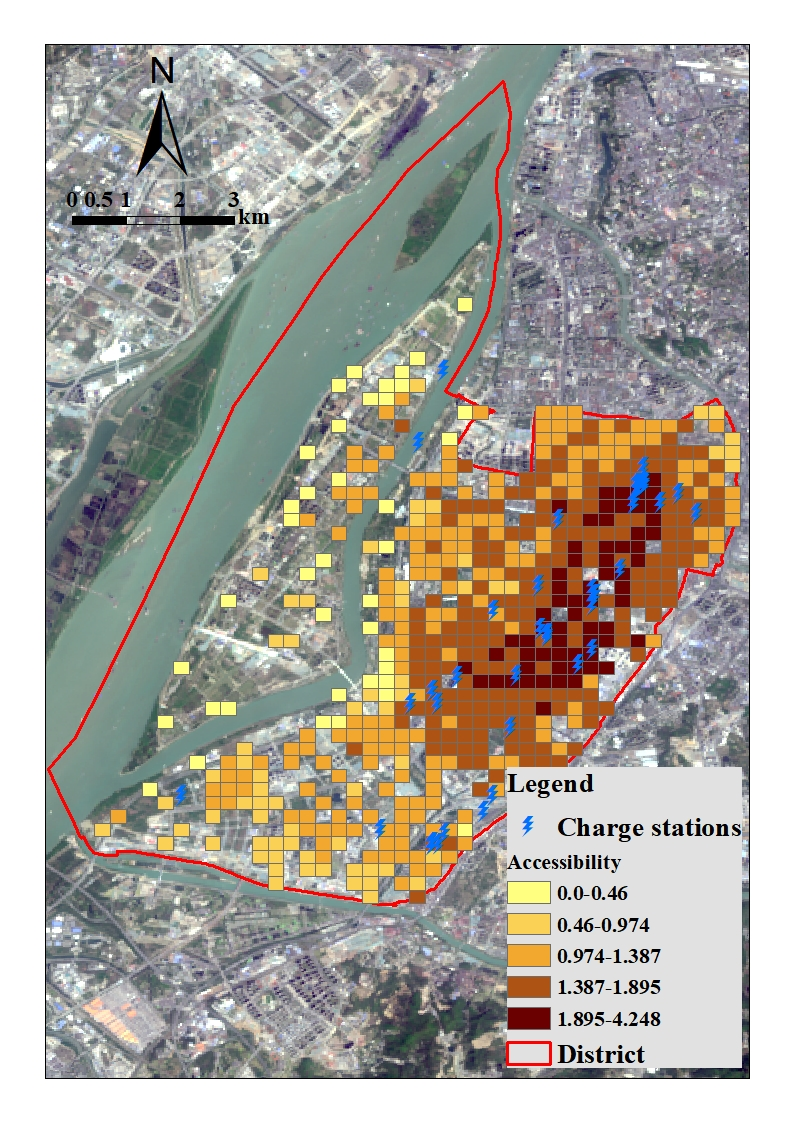 N
0 0.5 1 2 3
km
Legend
Charge stations
Accessibility
0.0-0.46
0.46-0.974
0.974-1.387
1.387-1.895
1.895-4.248
District